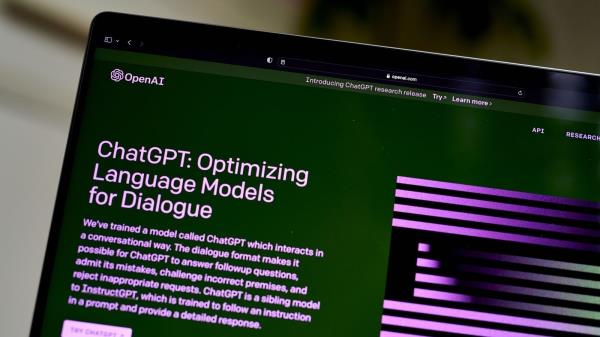 openai.com
Introducing ChatGPT research release Try↗ Learn more>
OpenAI
API RESEARCH
ChatGPT: Optimizing
Language Models
for Dialogue
We've trained a model called ChatGPT which interacts in
a conversational way. The dialogue format makes it
possible for ChatGPT to answer followup questions,
admit its mistakes, challenge incorrect premises, and
reject inappropriate requests. ChatGPT is a sibling model
to InstructGPT, which is trained to follow an instruction
in a prompt and provide a detailed response.
TRY CHATGPT ↗